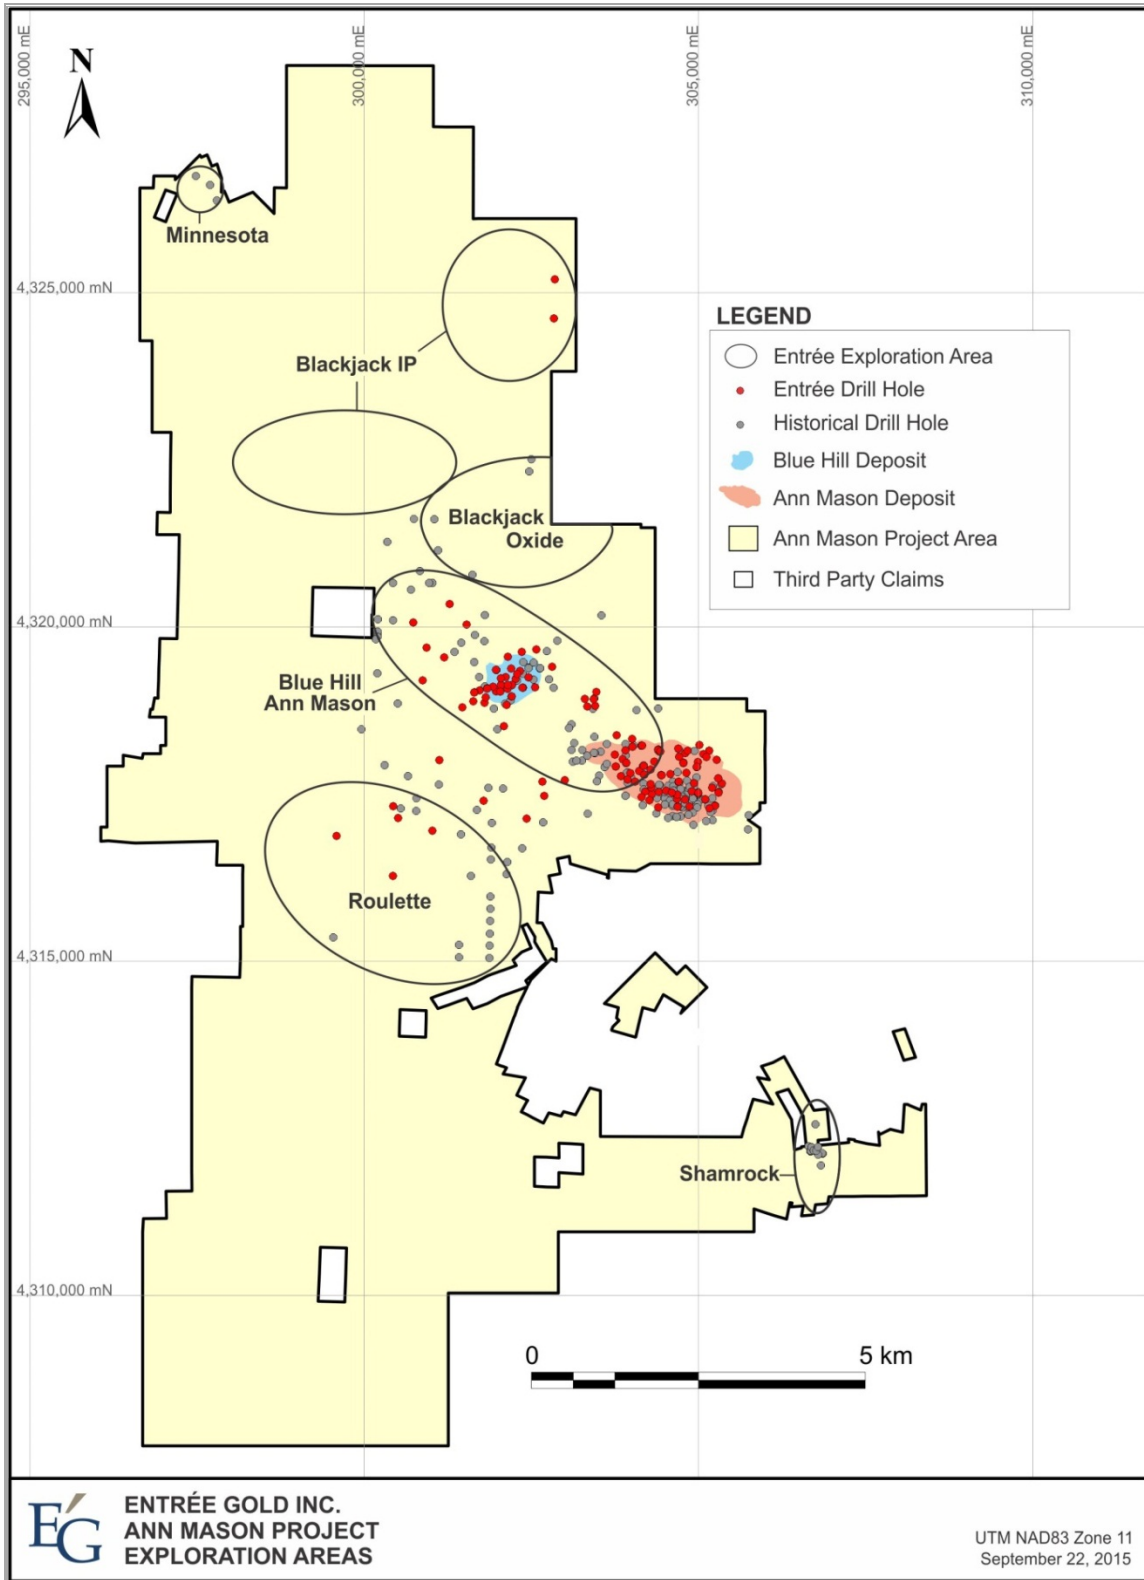 295,000 mE
300,000 mE
305,000 mE
310,000 mE
N
Minnesota
4,325,000 mN
Blackjack IP
LEGEND
Entrée Exploration Area
Entrée Drill Hole
Historical Drill Hole
Blue Hill Deposit
Ann Mason Deposit
Ann Mason Project Area
Third Party Claims
Blackjack
Oxide
4,320,000 mN
Blue Hill
Ann Mason
Roulette
4,315,000 mN
Shamrock
4,310,000 mN
0 5 km
EG
ENTRÉE GOLD INC.
ANN MASON PROJECT
EXPLORATION AREAS
UTM NAD83 Zone 11
September 22, 2015